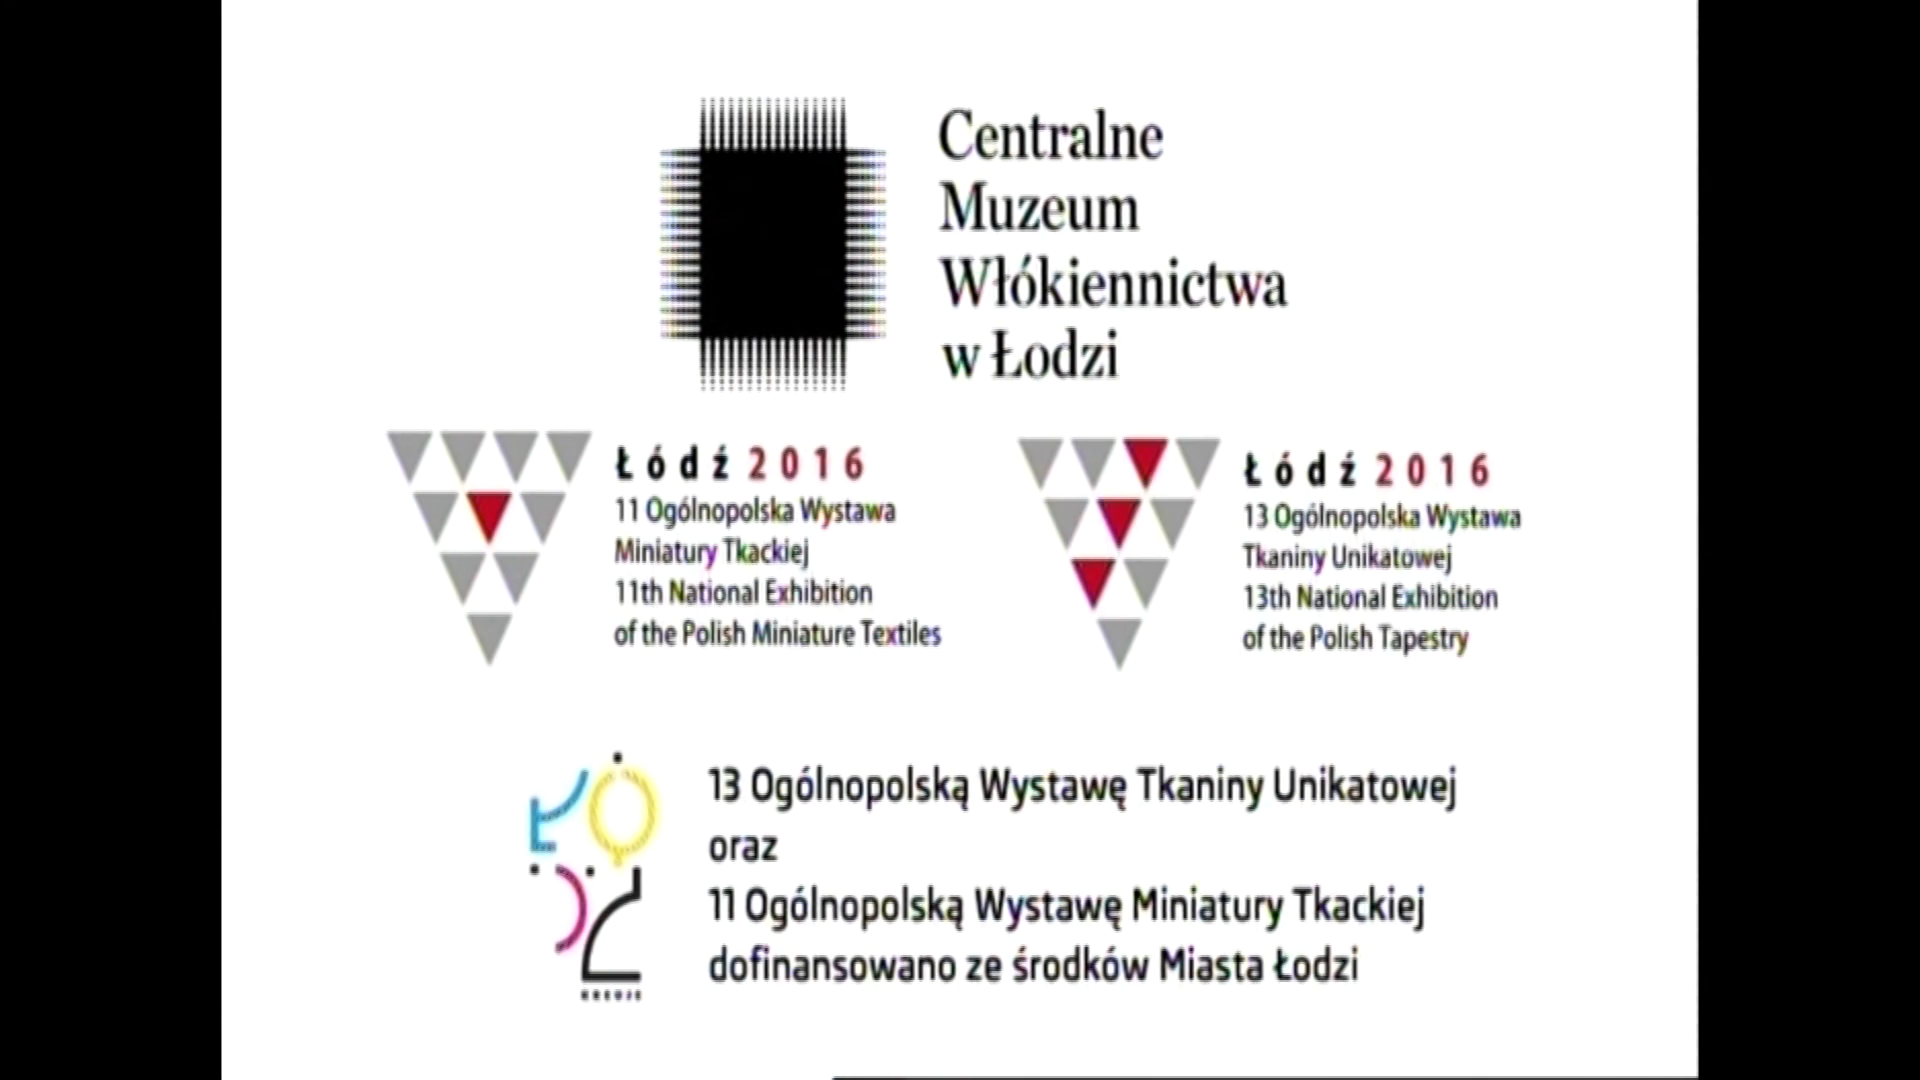 Centralne
Muzeum
Włókiennictwa
w Łodzi
Łódź 2016
11 Ogólnopolska Wystawa
Miniatury Tkackiej
11th National Exhibition
of the Polish Miniature Textiles
Łódź 2016
13 Ogólnopolska Wystawa
Tkaniny Unikatowej
13th National Exhibition
of the Polish Tapestry
13 Ogólnopolską Wystawę Tkaniny Unikatowej
oraz
11 Ogólnopolską Wystawę Miniatury Tkackiej
dofinansowano ze środków Miasta Łodzi